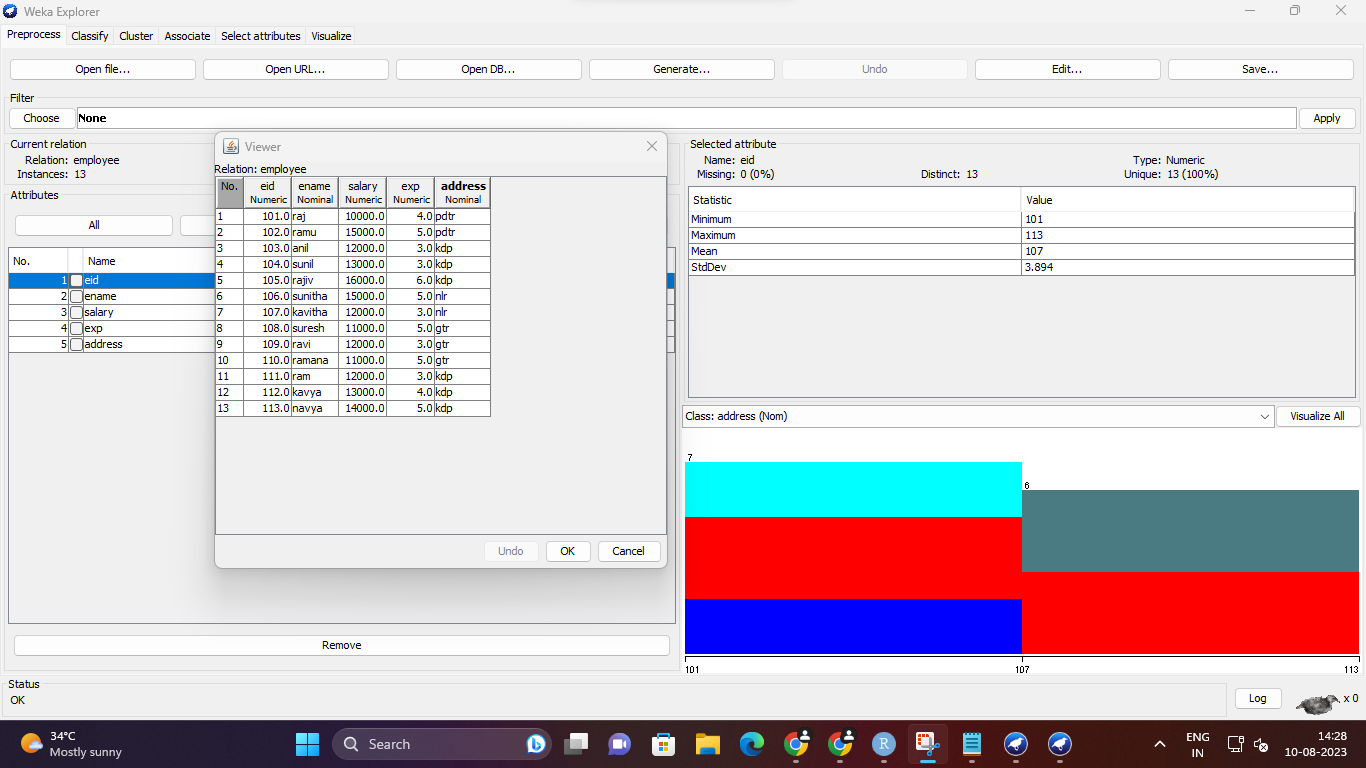 Weka Explorer
Preprocess Classify Cluster Associate Select attributes Visualize
Open file... Open URL... Open DB... Generate... Undo Edit... Save...
Filter
Choose None Apply
Current relation
Relation: employee
Instances: 13
Attributes
All
No. Name
1 eid
2 ename
3 salary
4 exp
5 address
Remove
Viewer
Relation: employee
No. eid ename salary exp address
Numeric Nominal Numeric Numeric Nominal
1 101.0 raj 10000.0 4.0 pdtr
2 102.0 ramu 15000.0 5.0 pdtr
3 103.0 anil 12000.0 3.0 kdp
4 104.0 sunil 13000.0 3.0 kdp
5 105.0 rajiv 16000.0 6.0 kdp
6 106.0 sunitha 15000.0 5.0 nlr
7 107.0 kavitha 12000.0 3.0 nlr
8 108.0 suresh 11000.0 5.0 gtr
9 109.0 ravi 12000.0 3.0 gtr
10 110.0 ramana 11000.0 5.0 gtr
11 111.0 ram 12000.0 3.0 kdp
12 112.0 kavya 13000.0 4.0 kdp
13 113.0 navya 14000.0 5.0 kdp
Undo OK Cancel
Selected attribute
Name: eid Type: Numeric
Missing: 0 (0%) Distinct: 13 Unique: 13 (100%)
Statistic Value
Minimum 101
Maximum 113
Mean 107
StdDev 3.894
Class: address (Nom) Visualize All
7
6
101 107 113
Status
OK
Log x 0
34°C
Mostly sunny
Search
R
ENG
IN
14:28
10-08-2023